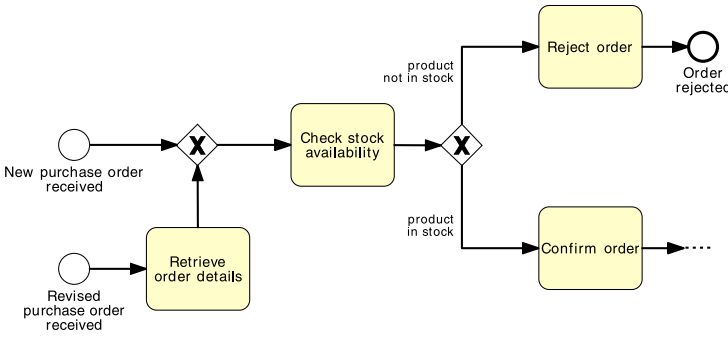 product
not in stock
Reject order
Order
rejected
New purchase order
received
X
Check stock
availability
X
product
in stock
Confirm order
Retrieve
order details
Revised
purchase order
received